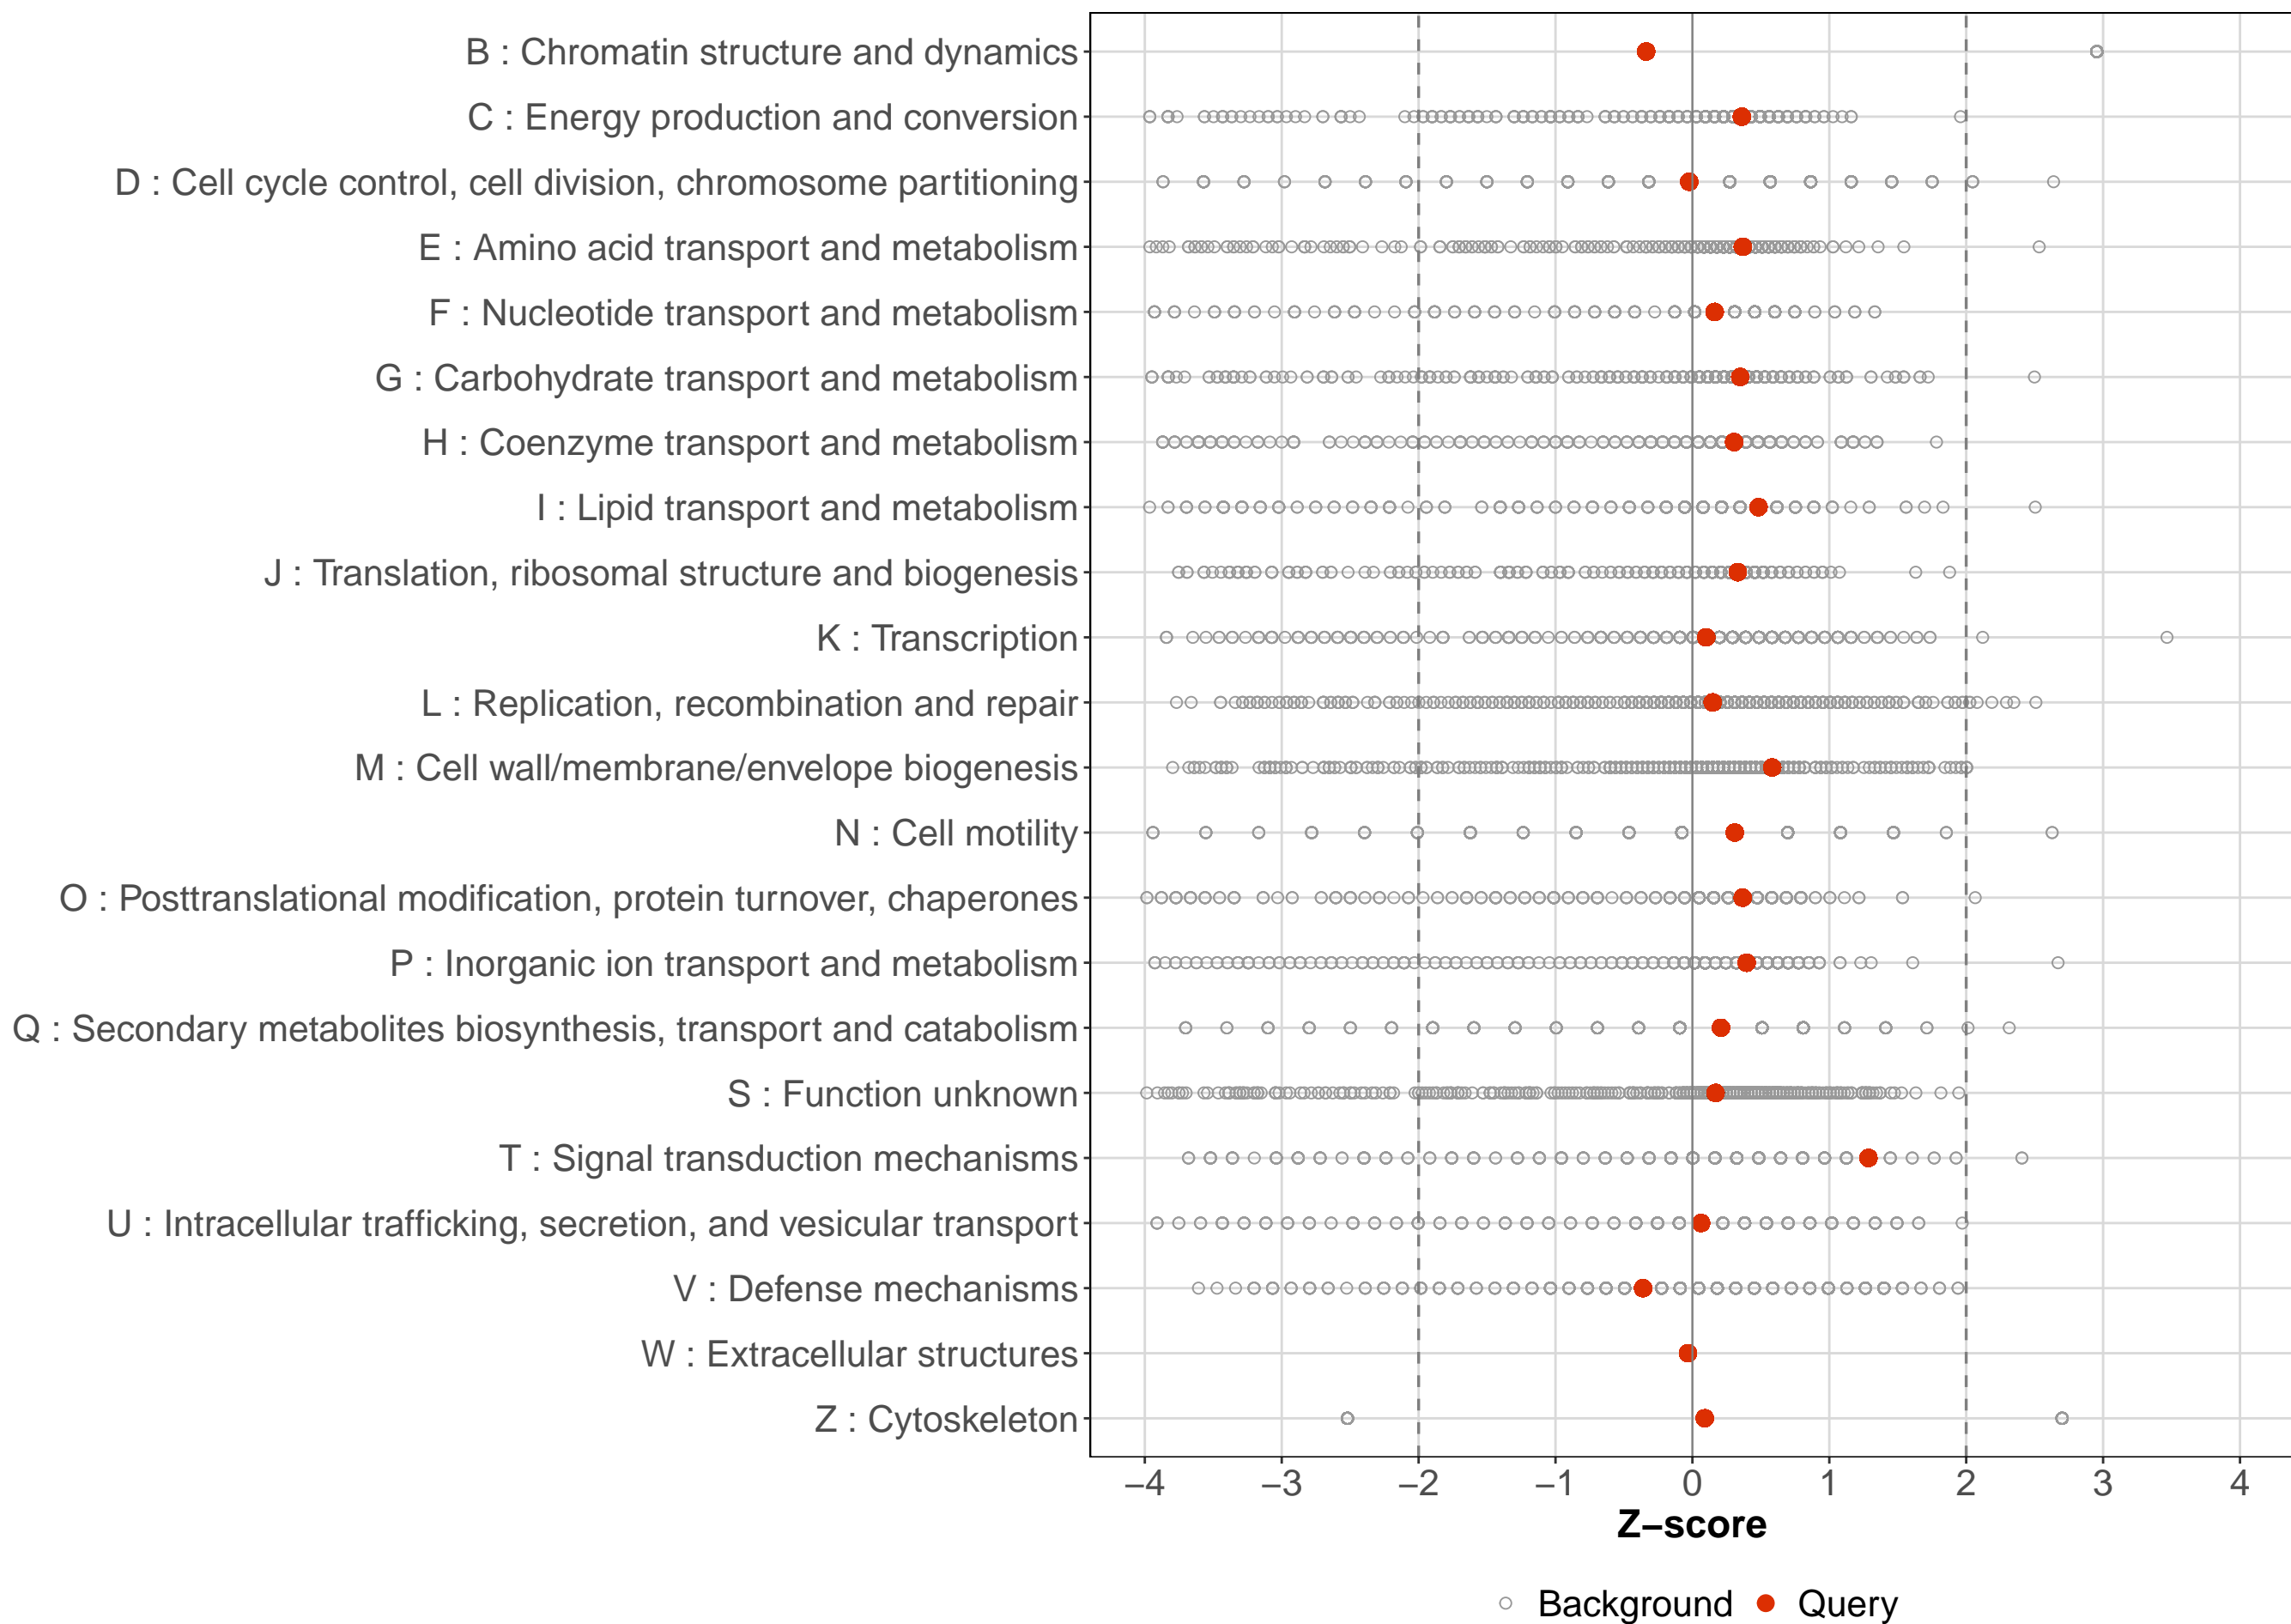 B : Chromatin structure and dynamics
C : Energy production and conversion
D : Cell cycle control, cell division, chromosome partitioning
E : Amino acid transport and metabolism
F : Nucleotide transport and metabolism
G : Carbohydrate transport and metabolism
H : Coenzyme transport and metabolism
I : Lipid transport and metabolism
J : Translation, ribosomal structure and biogenesis
K : Transcription
L : Replication, recombination and repair
M : Cell wall/membrane/envelope biogenesis
N : Cell motility
O : Posttranslational modification, protein turnover, chaperones
P : Inorganic ion transport and metabolism
Q : Secondary metabolites biosynthesis, transport and catabolism
S : Function unknown
T : Signal transduction mechanisms
U : Intracellular trafficking, secretion, and vesicular transport
V : Defense mechanisms
W : Extracellular structures
Z : Cytoskeleton
−4 −3 −2 −1 0 1 2 3 4
Z−score
Background Query